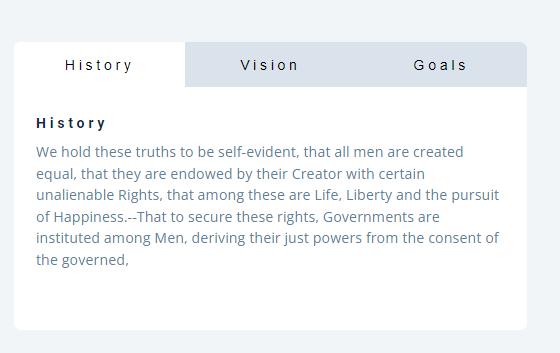 History Vision Goals
History
We hold these truths to be self-evident, that all men are created
equal, that they are endowed by their Creator with certain
unalienable Rights, that among these are Life, Liberty and the pursuit
of Happiness.--That to secure these rights, Governments are
instituted among Men, deriving their just powers from the consent of
the governed,